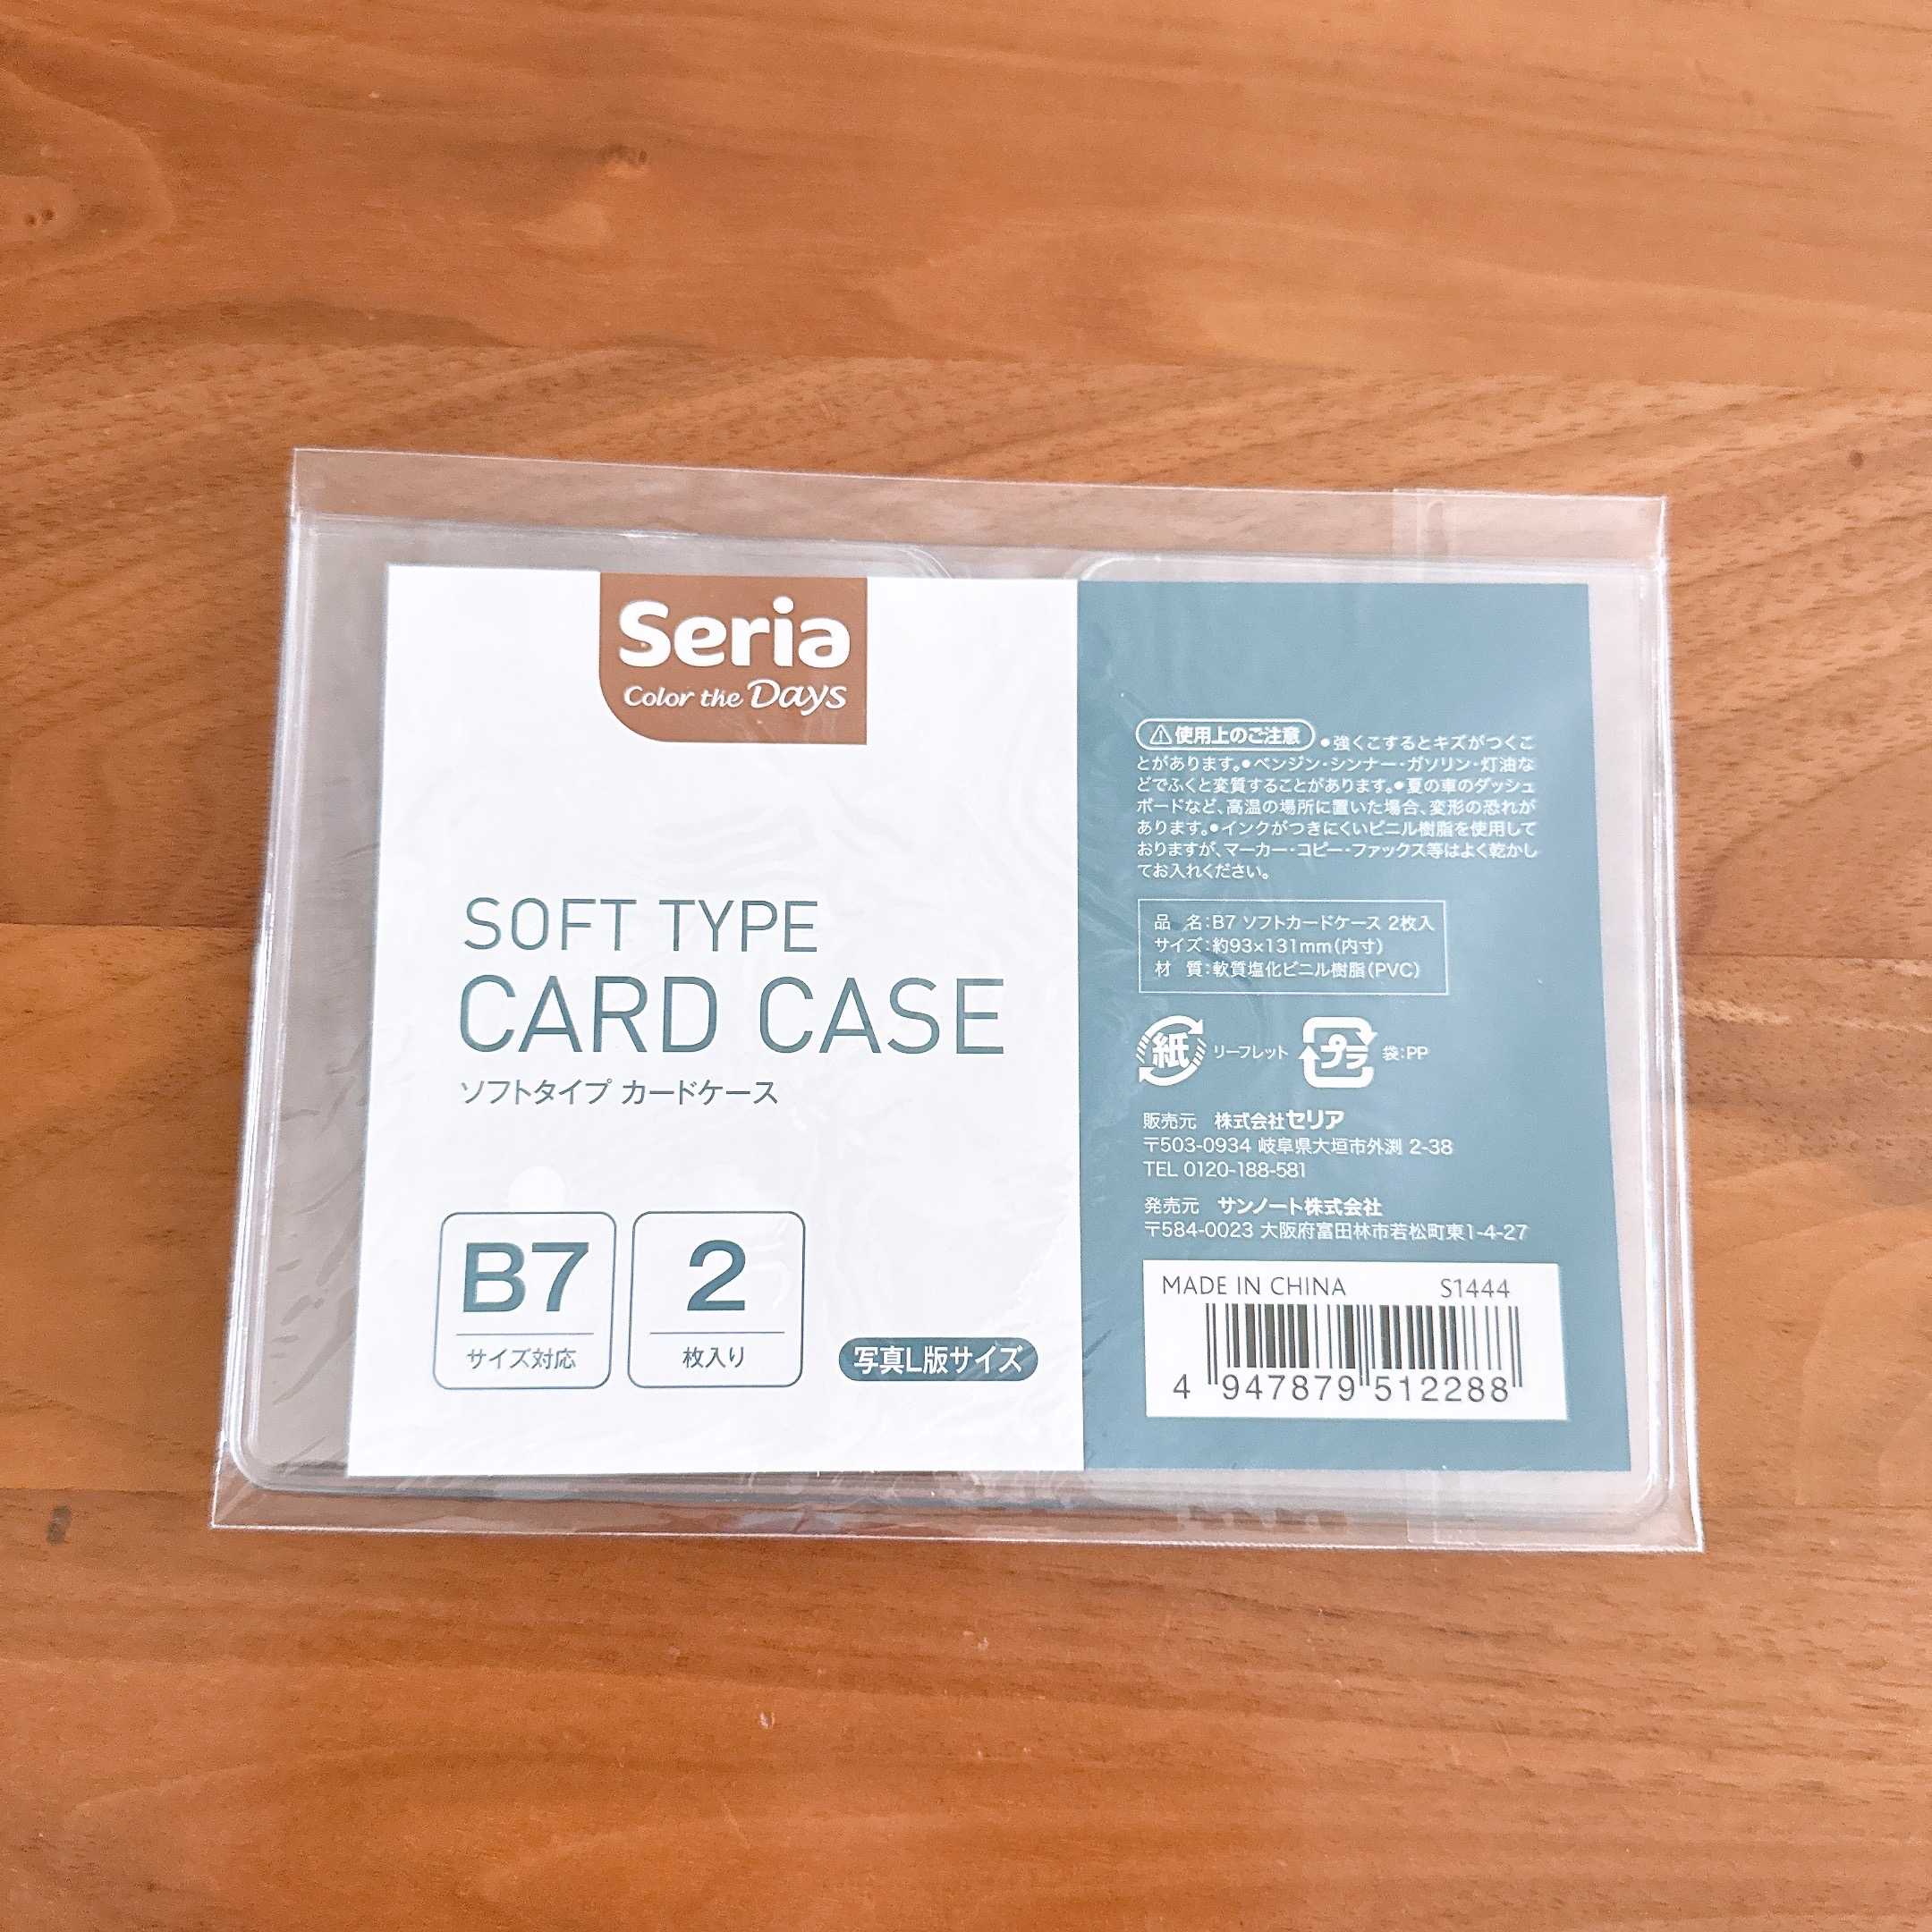 Seria
Color the Days
SOFT TYPE
CARD CASE
ソフトタイプ カードケース
B7
サイズ対応
2
枚入り
写真L版サイズ
⚠使用上のご注意 ●強くこするとキズがつくこ
とがあります。●ベンジン・シンナー・ガソリン・灯油な
どでふくと変質することがあります。●夏の車のダッシュ
ボードなど、高温の場所に置いた場合、変形の恐れが
あります。●インクがつきにくいビニル樹脂を使用して
おりますが、マーカー・コピー・ファックス等はよく乾かし
てお入れください。
品 名:B7 ソフトカードケース 2枚入
サイズ:約93×131mm(内寸)
材 質:軟質塩化ビニル樹脂(PVC)
紙 リーフレット プラ 袋:PP
販売元 株式会社セリア
〒503-0934 岐阜県大垣市外渕 2-38
TEL 0120-188-581
発売元 サンノート株式会社
〒584-0023 大阪府富田林市若松町東1-4-27
MADE IN CHINA S1444
4 947879 512288